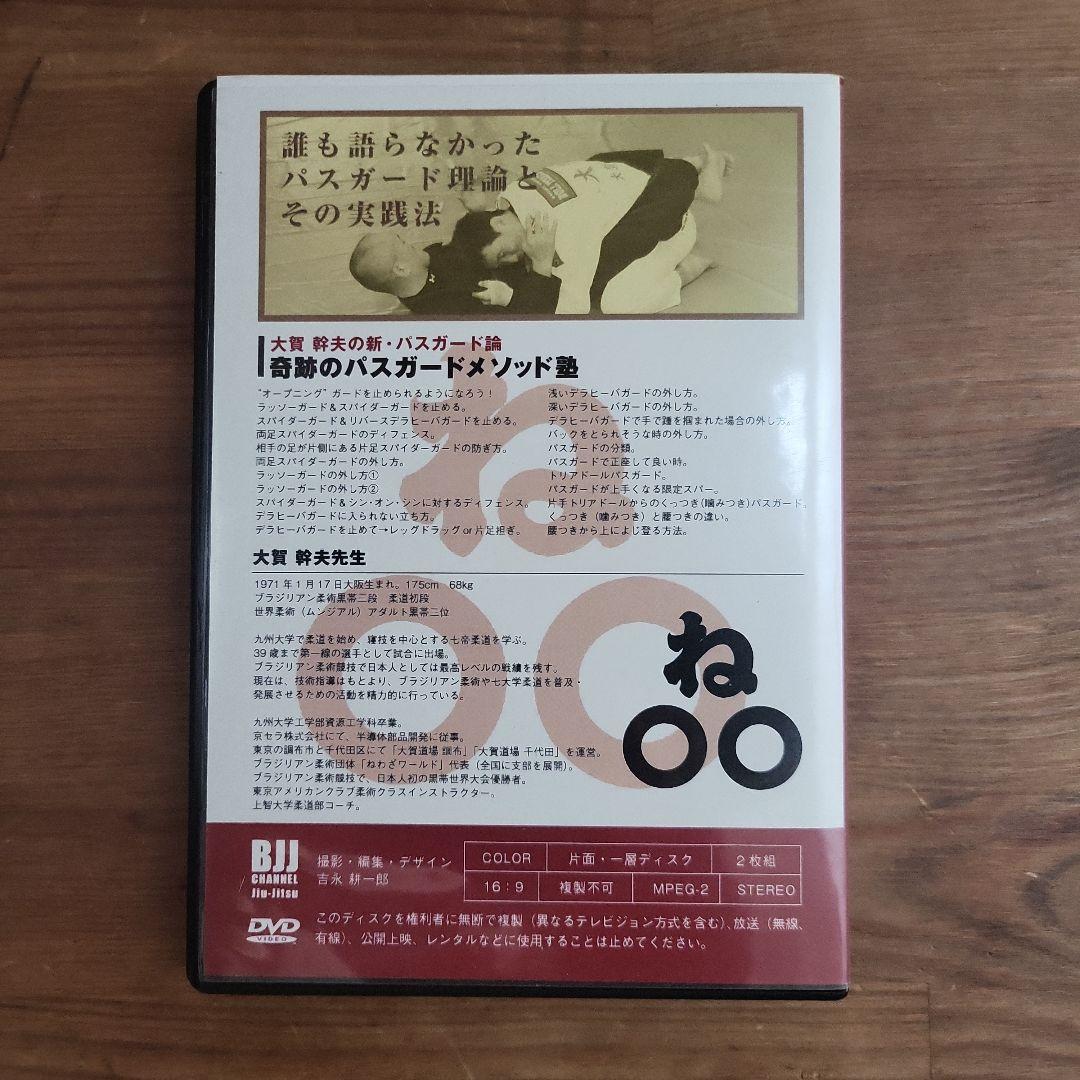 誰も語らなかった
パスガード理論と
その実践法
大賀 幹夫の新・パスガード論
奇跡のパスガードメソッド塾
“オープニング”ガードを止められるようになろう！
ラッソーガード＆スパイダーガードを止める。
スパイダーガード＆リバースデラヒーバガードを止める。
両足スパイダーガードのディフェンス。
相手の足が片側にある片足スパイダーガードの防ぎ方。
両足スパイダーガードの外し方。
ラッソーガードの外し方①
ラッソーガードの外し方②
スパイダーガード＆シン・オン・シンに対するディフェンス。
デラヒーバガードに入られない立ち方。
デラヒーバガードを止めて→レッグドラッグor片足担ぎ。
浅いデラヒーバガードの外し方。
深いデラヒーバガードの外し方。
デラヒーバガードで手で踵を掴まれた場合の外し方。
バックをとられそうな時の外し方。
パスガードの分類。
パスガードで正座して良い時。
トリアドールパスガード。
パスガードが上手くなる限定スパー。
片手トリアドールからのくっつき(噛みつき)パスガード。
くっつき（噛みつき）と腰つきの違い。
腰つきから上によじ登る方法。
大賀 幹夫先生
1971年1月17日大阪生まれ。175cm 68kg
ブラジリアン柔術黒帯二段 柔道初段
世界柔術（ムンジアル）アダルト黒帯二位
九州大学で柔道を始め、寝技を中心とする七帝柔道を学ぶ。
39歳まで第一線の選手として試合に出場。
ブラジリアン柔術競技で日本人としては最高レベルの戦績を残す。
現在は、技術指導はもとより、ブラジリアン柔術や七大学柔道を普及・
発展させるための活動を精力的に行っている。
九州大学工学部資源工学科卒業。
京セラ株式会社にて、半導体部品開発に従事。
東京の調布市と千代田区にて「大賀道場 調布」「大賀道場 千代田」を運営。
ブラジリアン柔術団体「ねわざワールド」代表（全国に支部を展開）。
ブラジリアン柔術競技で、日本人初の黒帯世界大会優勝者。
東京アメリカンクラブ柔術クラスインストラクター。
上智大学柔道部コーチ。
ね
〇〇
ね
〇〇
BJJ
CHANNEL
Jiu-Jitsu
撮影・編集・デザイン
吉永 耕一郎
COLOR 片面・一層ディスク 2枚組
16：9 複製不可 MPEG-2 STEREO
DVD
VIDEO
このディスクを権利者に無断で複製（異なるテレビジョン方式を含む）、放送（無線、
有線）、公開上映、レンタルなどに使用することは止めてください。